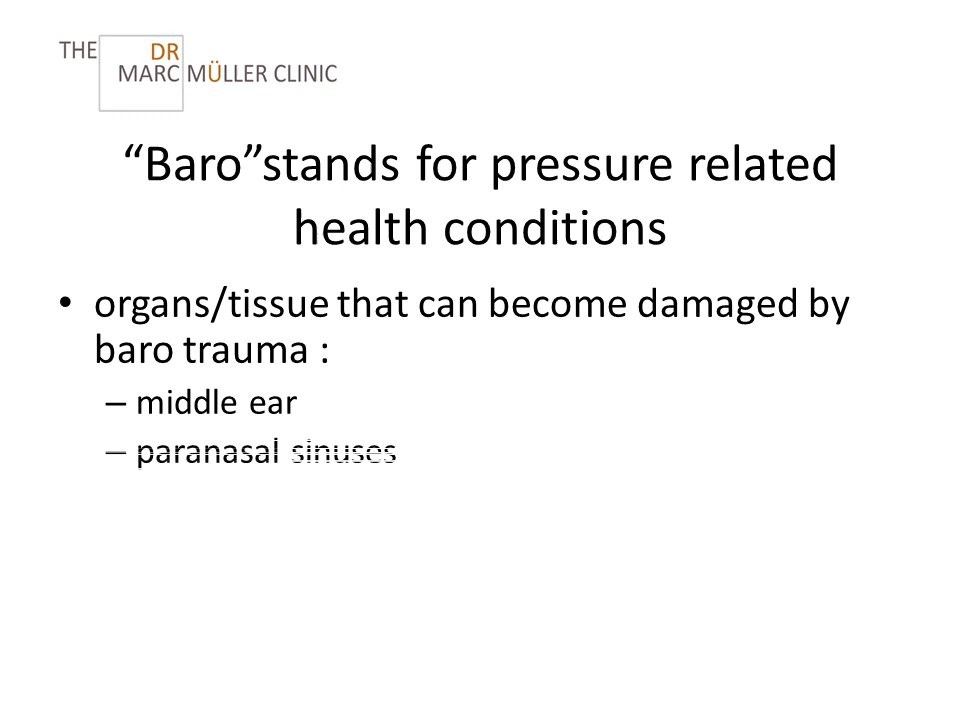 THE DR
MARC MÜLLER CLINIC
“Baro”stands for pressure related
health conditions
• organs/tissue that can become damaged by
baro trauma :
– middle ear
– paranasal sinuses